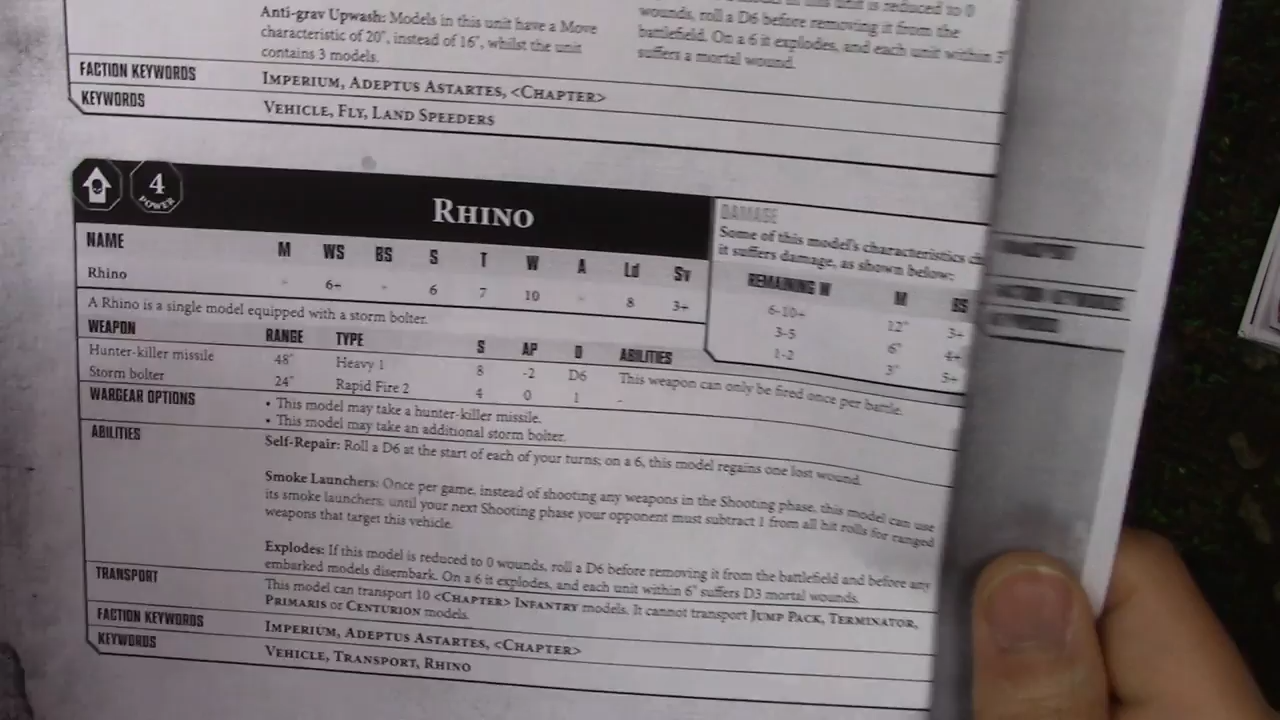 Anti-grav Upwash: Models in this unit have a Move
characteristic of 20", instead of 16", whilst the unit
contains 3 models.
unit is reduced to 0
wounds, roll a D6 before removing it from the
battlefield. On a 6 it explodes, and each unit within 3"
suffers a mortal wound.
FACTION KEYWORDS IMPERIUM, ADEPTUS ASTARTES, <CHAPTER>
KEYWORDS VEHICLE, FLY, LAND SPEEDERS
4
POWER
RHINO
NAME M WS BS S T W A Ld Sv
Rhino - 6+ - 6 7 10 - 8 3+
A Rhino is a single model equipped with a storm bolter.
DAMAGE
Some of this model's characteristics
it suffers damage, as shown below:
REMAINING W M BS
6-10+ 12" 3+
3-5 6" 4+
1-2 3" 5+
WEAPON RANGE TYPE S AP D ABILITIES
Hunter-killer missile 48" Heavy 1 8 -2 D6 This weapon can only be fired once per battle.
Storm bolter 24" Rapid Fire 2 4 0 1 -
WARGEAR OPTIONS • This model may take a hunter-killer missile.
• This model may take an additional storm bolter.
ABILITIES Self-Repair: Roll a D6 at the start of each of your turns; on a 6, this model regains one lost wound.
Smoke Launchers: Once per game, instead of shooting any weapons in the Shooting phase, this model can use
its smoke launchers; until your next Shooting phase your opponent must subtract 1 from all hit rolls for ranged
weapons that target this vehicle.
Explodes: If this model is reduced to 0 wounds, roll a D6 before removing it from the battlefield and before any
embarked models disembark. On a 6 it explodes, and each unit within 6" suffers D3 mortal wounds.
TRANSPORT This model can transport 10 <CHAPTER> INFANTRY models. It cannot transport JUMP PACK, TERMINATOR,
PRIMARIS or CENTURION models.
FACTION KEYWORDS IMPERIUM, ADEPTUS ASTARTES, <CHAPTER>
KEYWORDS VEHICLE, TRANSPORT, RHINO